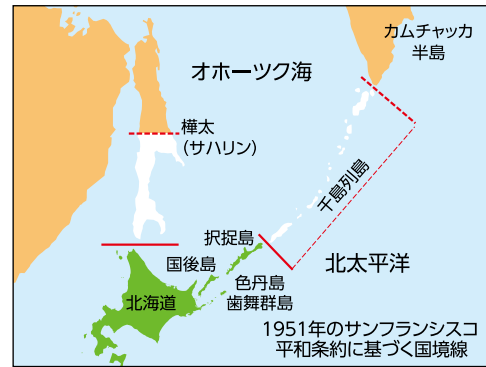 カムチャッカ
半島
オホーツク海
樺太
（サハリン）
千島列島
択捉島
国後島
北太平洋
色丹島
歯舞群島
北海道
1951年のサンフランシスコ
平和条約に基づく国境線